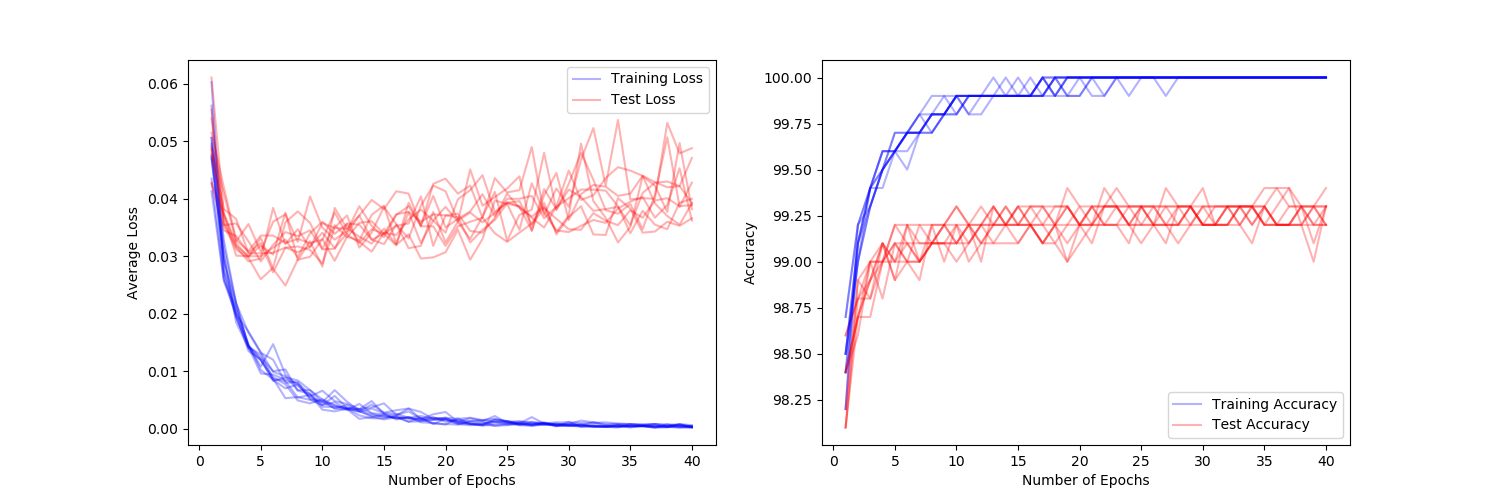 Average Loss
0.06
0.05
0.04
0.03
0.02
0.01
0.00
Training Loss
Test Loss
0 5 10 15 20 25 30 35 40
Number of Epochs
Accuracy
100.00
99.75
99.50
99.25
99.00
98.75
98.50
98.25
Training Accuracy
Test Accuracy
0 5 10 15 20 25 30 35 40
Number of Epochs